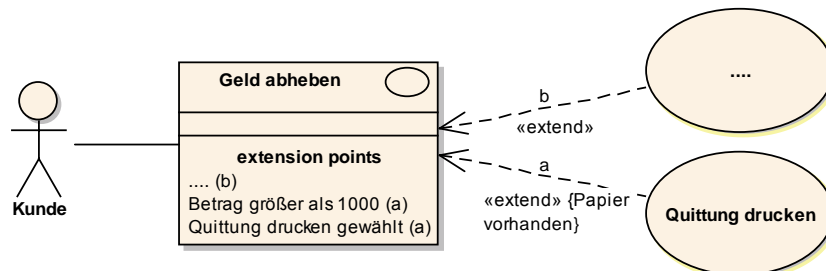 Geld abheben
extension points
.... (b)
Betrag größer als 1000 (a)
Quittung drucken gewählt (a)
Kunde
b
«extend»
a
«extend» {Papier
vorhanden}
....
Quittung drucken